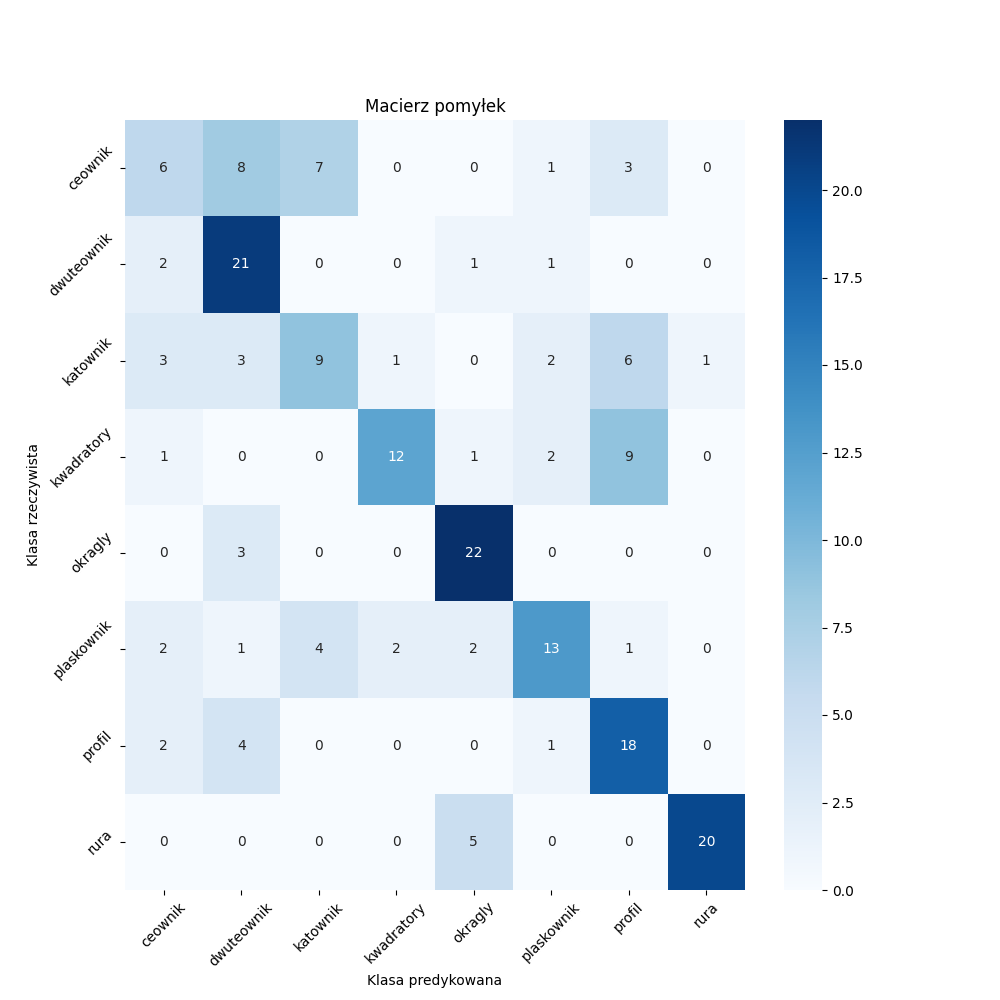 Macierz pomyłek
ceownik 6 8 7 0 0 1 3 0
dwuteownik 2 21 0 0 1 1 0 0
katownik 3 3 9 1 0 2 6 1
kwadratory 1 0 0 12 1 2 9 0
okragly 0 3 0 0 22 0 0 0
plaskownik 2 1 4 2 2 13 1 0
profil 2 4 0 0 0 1 18 0
rura 0 0 0 0 5 0 0 20
ceownik dwuteownik katownik kwadratory okragly plaskownik profil rura
Klasa predykowana
Klasa rzeczywista
20.0
17.5
15.0
12.5
10.0
7.5
5.0
2.5
0.0